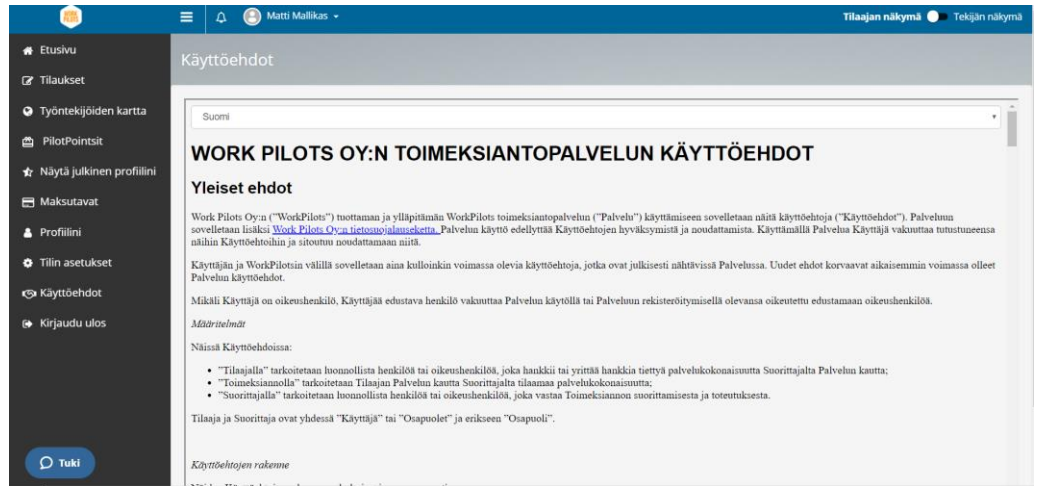 WORK
PILOTS
Matti Mallikas
Tilaajan näkymä
Tekijän näkymä
Etusivu
Tilaukset
Työntekijöiden kartta
PilotPointsit
Näytä julkinen profiilini
Maksutavat
Profiilini
Tilin asetukset
Käyttöehdot
Kirjaudu ulos
Tuki
Käyttöehdot
Suomi
WORK PILOTS OY:N TOIMEKSIANTOPALVELUN KÄYTTÖEHDOT
Yleiset ehdot
Work Pilots Oy:n ("WorkPilots") tuottaman ja ylläpitämän WorkPilots toimeksiantopalvelun ("Palvelu") käyttämiseen sovelletaan näitä käyttöehtoja ("Käyttöehdot"). Palveluun
sovelletaan lisäksi Work Pilots Oy:n tietosuojalauseketta. Palvelun käyttö edellyttää Käyttöehtojen hyväksymistä ja noudattamista. Käyttämällä Palvelua Käyttäjä vakuuttaa tutustuneensa
näihin Käyttöehtoihin ja sitoutuu noudattamaan niitä.
Käyttäjän ja WorkPilotsin välillä sovelletaan aina kulloinkin voimassa olevia käyttöehtoja, jotka ovat julkisesti nähtävissä Palvelussa. Uudet ehdot korvaavat aikaisemmin voimassa olleet
Palvelun käyttöehdot.
Mikäli Käyttäjä on oikeushenkilö, Käyttäjää edustava henkilö vakuuttaa Palvelun käytöllä tai Palveluun rekisteröitymisellä olevansa oikeutettu edustamaan oikeushenkilöä.
Määritelmät
Näissä Käyttöehdoissa:
• "Tilaajalla" tarkoitetaan luonnollista henkilöä tai oikeushenkilöä, joka hankkii tai yrittää hankkia tiettyä palvelukokonaisuutta Suorittajalta Palvelun kautta;
• "Toimeksiannolla" tarkoitetaan Tilaajan Palvelun kautta Suorittajalta tilaamaa palvelukokonaisuutta;
• "Suorittajalla" tarkoitetaan luonnollista henkilöä tai oikeushenkilöä, joka vastaa Toimeksiannon suorittamisesta ja toteutuksesta.
Tilaaja ja Suorittaja ovat yhdessä "Käyttäjä" tai "Osapuolet" ja erikseen "Osapuoli".
Käyttöehtojen rakenne